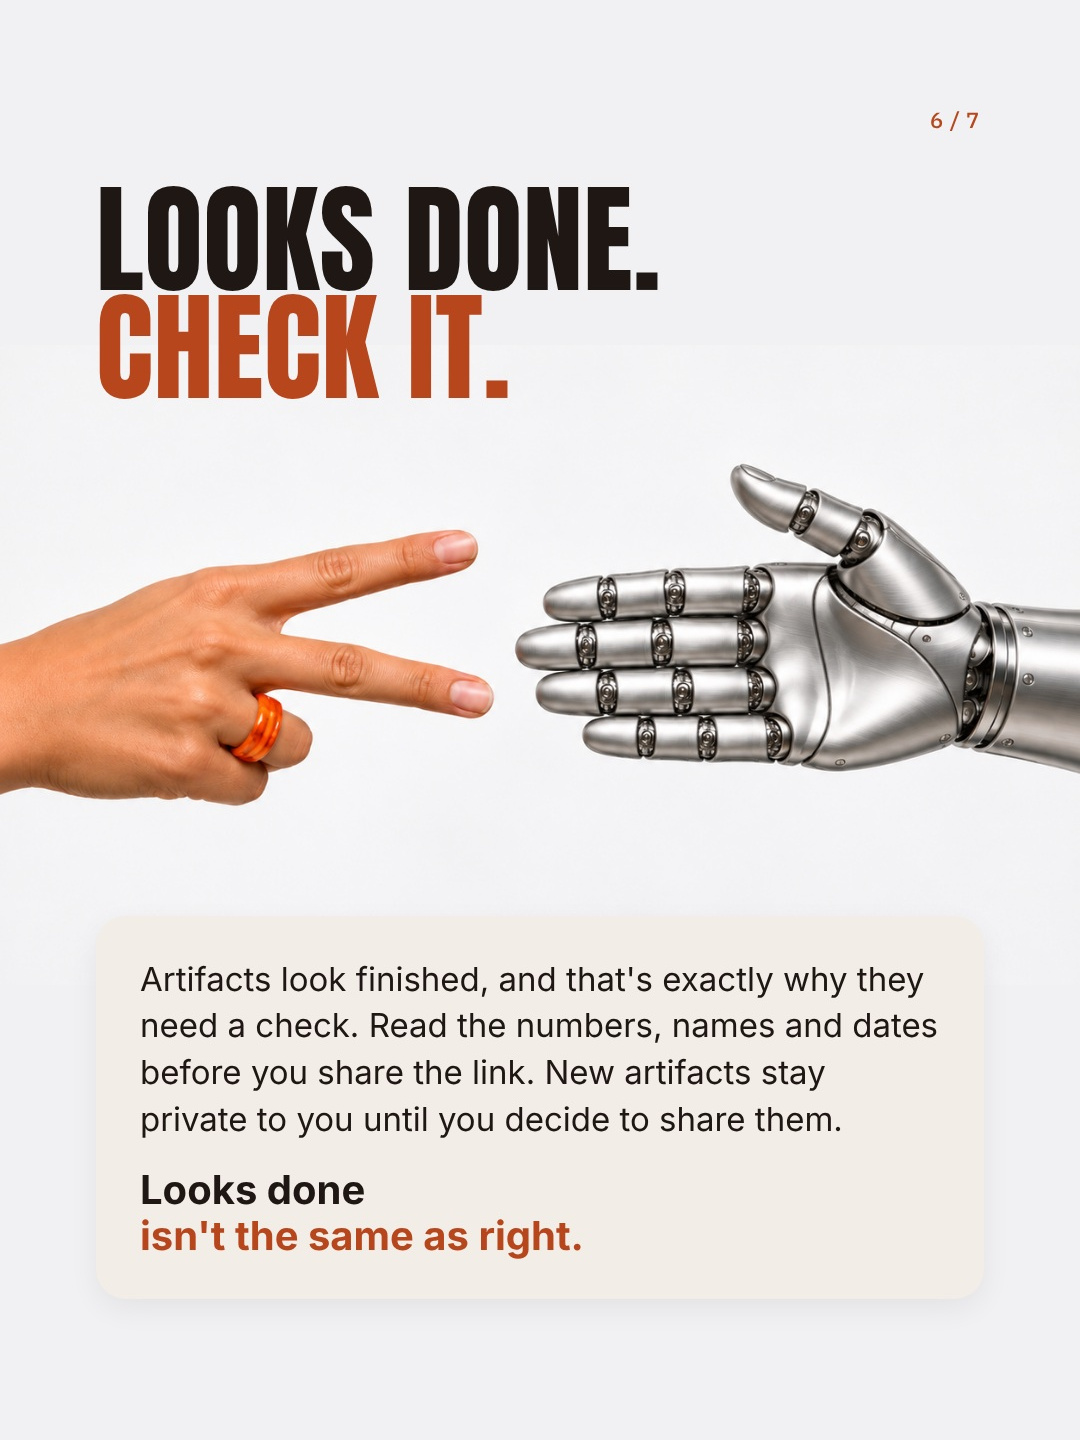 6 / 7
LOOKS DONE.
CHECK IT.
Artifacts look finished, and that's exactly why they
need a check. Read the numbers, names and dates
before you share the link. New artifacts stay
private to you until you decide to share them.
Looks done
isn't the same as right.